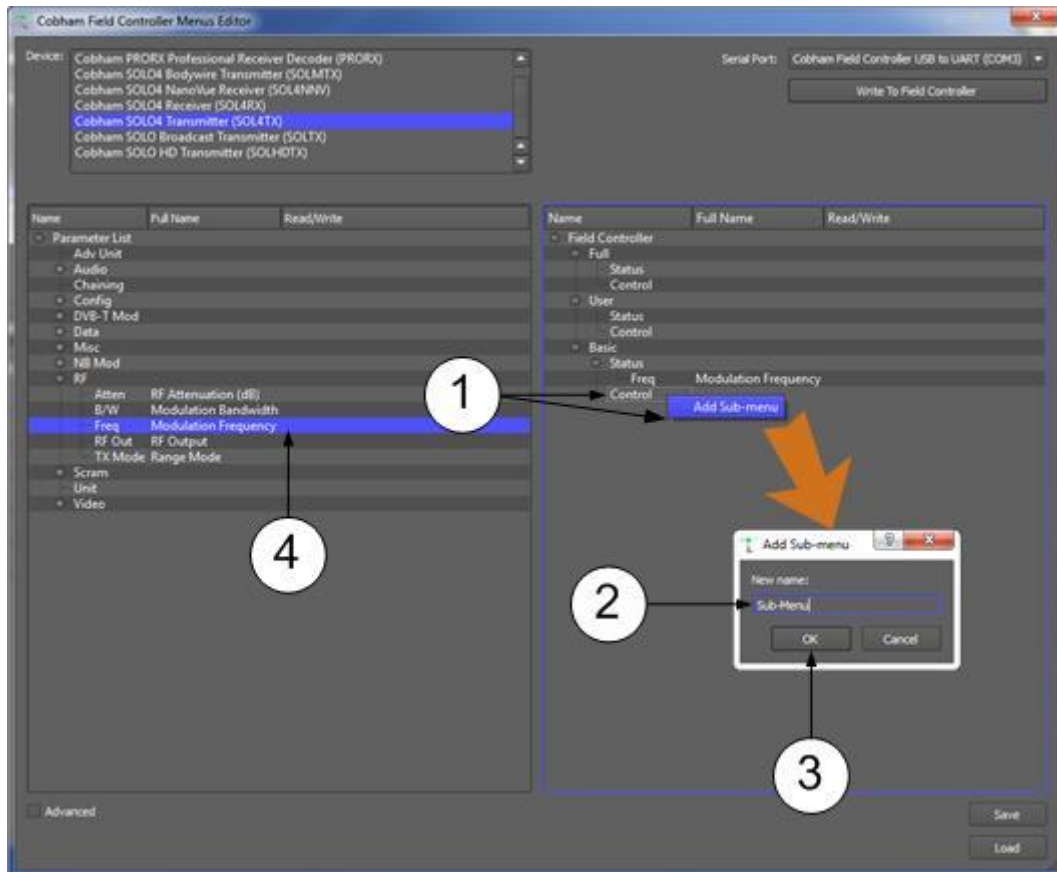 Cobham Field Controller Menus Editor
Device:
Cobham PRORX Professional Receiver Decoder (PRORX)
Cobham SOLO4 Bodywire Transmitter (SOLMTX)
Cobham SOLO4 NanoVue Receiver (SOL4NNV)
Cobham SOLO4 Receiver (SOL4RX)
Cobham SOLO4 Transmitter (SOL4TX)
Cobham SOLO Broadcast Transmitter (SOLTX)
Cobham SOLO HD Transmitter (SOLHDTX)
Serial Port: Cobham Field Controller USB to UART (COM3)
Write To Field Controller
Name Full Name Read/Write
Parameter List
Adv Unit
Audio
Chaining
Config
DVB-T Mod
Data
Misc
NB Mod
RF
Atten RF Attenuation (dB)
B/W Modulation Bandwidth
Freq Modulation Frequency
RF Out RF Output
TX Mode Range Mode
Scram
Unit
Video
4
Name Full Name Read/Write
Field Controller
Full
Status
Control
User
Status
Control
Basic
Status
Freq Modulation Frequency
Control
1
Add Sub-menu
Add Sub-menu
New name:
2
Sub-Menu
OK Cancel
3
Advanced
Save
Load